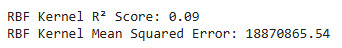 RBF Kernel R² Score: 0.09
RBF Kernel Mean Squared Error: 18870865.54